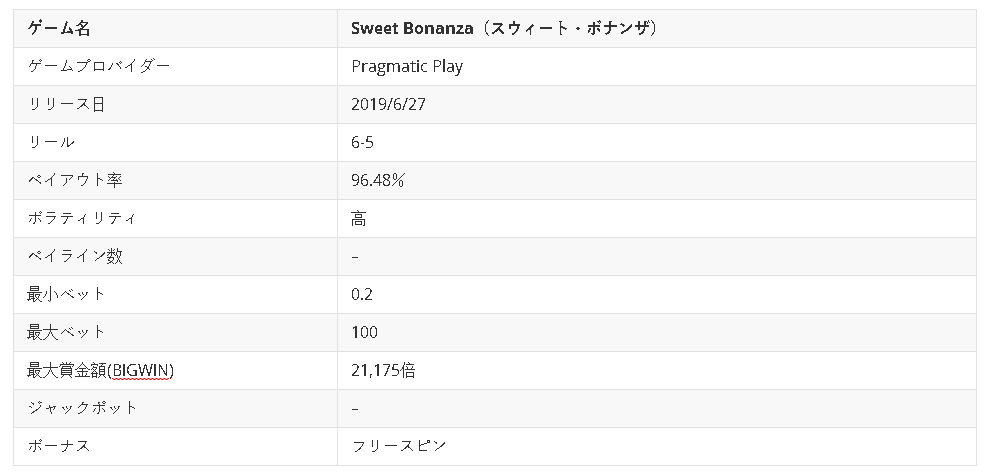 ゲーム名 Sweet Bonanza（スウィート・ボナンザ）
ゲームプロバイダー Pragmatic Play
リリース日 2019/6/27
リール 6-5
ペイアウト率 96.48％
ボラティリティ 高
ペイライン数 –
最小ベット 0.2
最大ベット 100
最大賞金額(BIGWIN) 21,175倍
ジャックポット –
ボーナス フリースピン